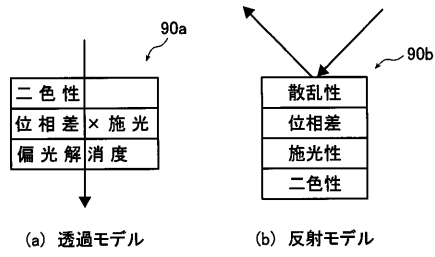 90a
90b
二色性
位相差×施光
偏光解消度
散乱性
位相差
施光性
二色性
(a) 透過モデル
(b) 反射モデル